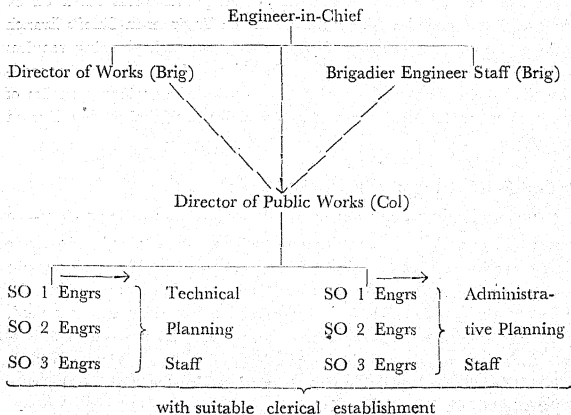 Engineer-in-Chief
Director of Works (Brig) Brigadier Engineer Staff (Brig)
Director of Public Works (Col)
SO 1 Engrs Technical SO 1 Engrs Administra-
SO 2 Engrs Planning SO 2 Engrs tive Planning
SO 3 Engrs Staff SO 3 Engrs Staff
with suitable clerical establishment